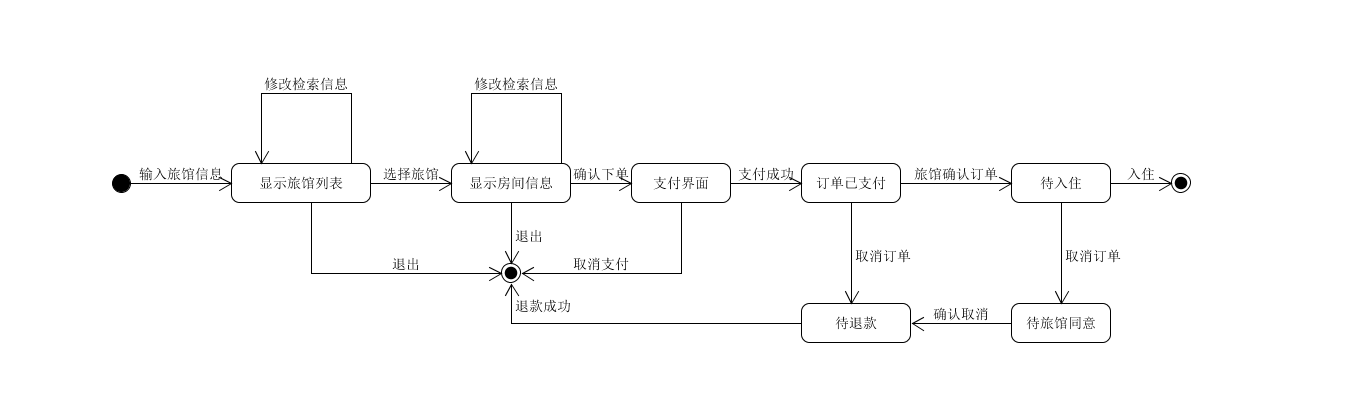 修改检索信息
修改检索信息
输入旅馆信息
显示旅馆列表
选择旅馆
显示房间信息
确认下单
支付界面
支付成功
订单已支付
旅馆确认订单
待入住
入住
退出
退出
取消支付
取消订单
取消订单
退款成功
待退款
确认取消
待旅馆同意